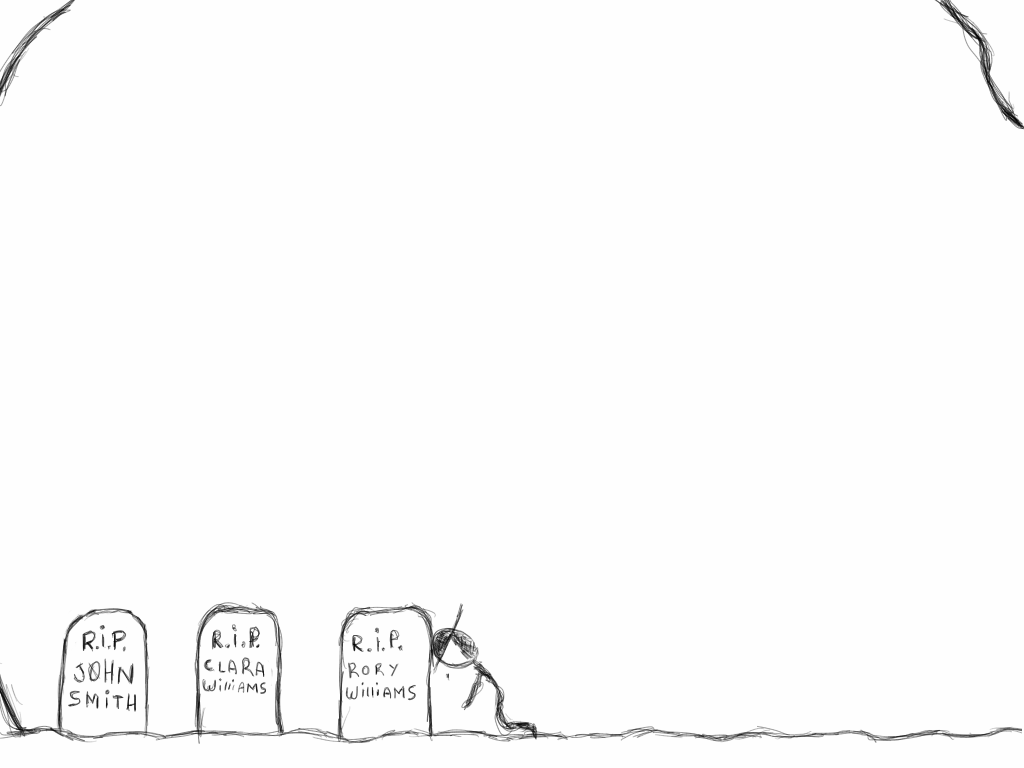 R.i.P.
JOHN
SMiTH
R.i.P.
CLARA
WilliAMS
R.i.P.
RORY
WilliAMS